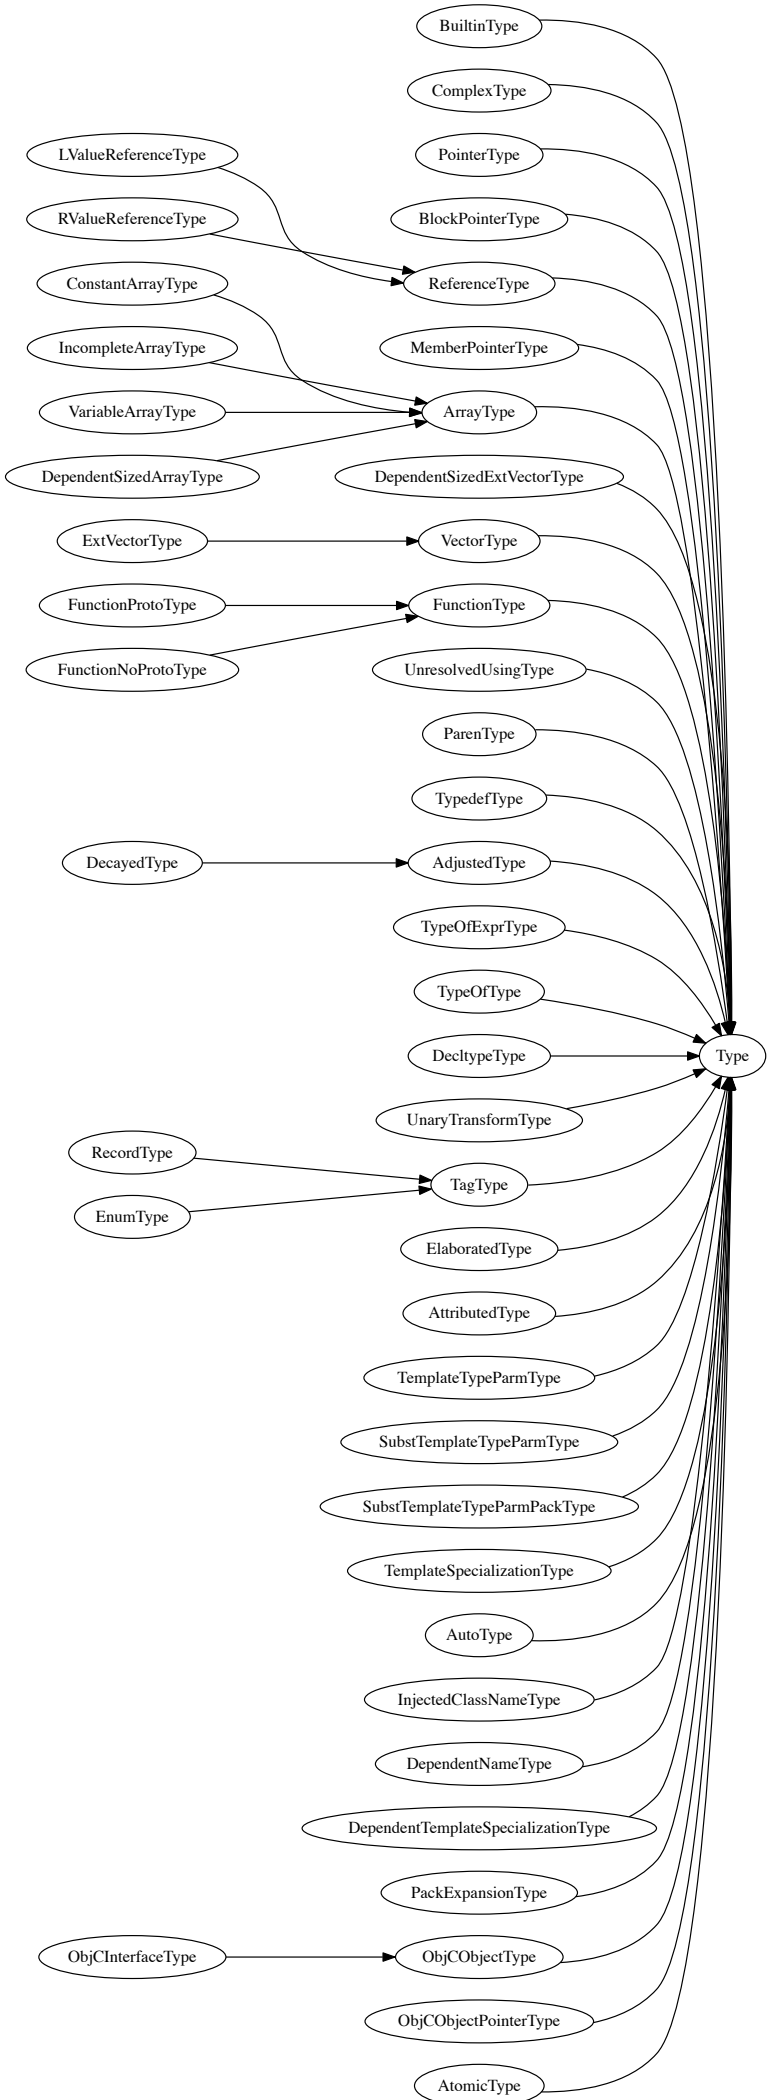 BuiltinType
ComplexType
LValueReferenceType
PointerType
RValueReferenceType
BlockPointerType
ConstantArrayType
ReferenceType
IncompleteArrayType
MemberPointerType
VariableArrayType
ArrayType
DependentSizedArrayType
DependentSizedExtVectorType
ExtVectorType
VectorType
FunctionProtoType
FunctionType
FunctionNoProtoType
UnresolvedUsingType
ParenType
TypedefType
DecayedType
AdjustedType
TypeOfExprType
TypeOfType
DecltypeType
Type
UnaryTransformType
RecordType
TagType
EnumType
ElaboratedType
AttributedType
TemplateTypeParmType
SubstTemplateTypeParmType
SubstTemplateTypeParmPackType
TemplateSpecializationType
AutoType
InjectedClassNameType
DependentNameType
DependentTemplateSpecializationType
PackExpansionType
ObjCInterfaceType
ObjCObjectType
ObjCObjectPointerType
AtomicType